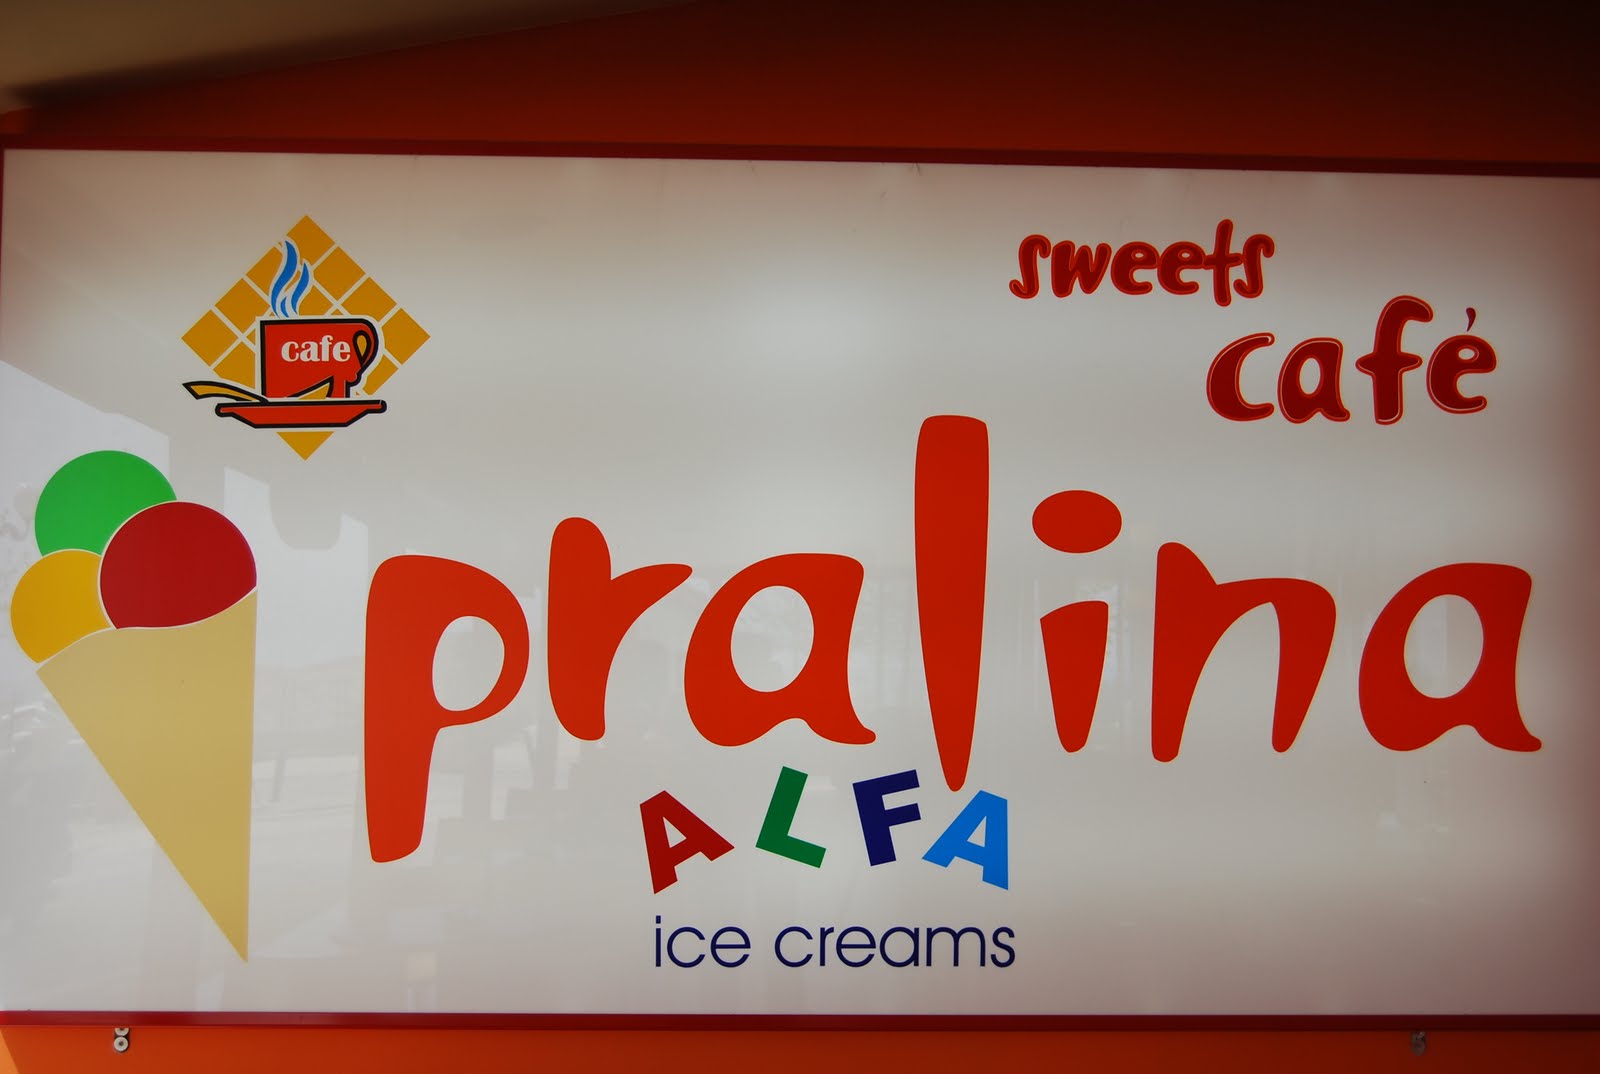 cafe
sweets
café
pralina
ALFA
ice creams